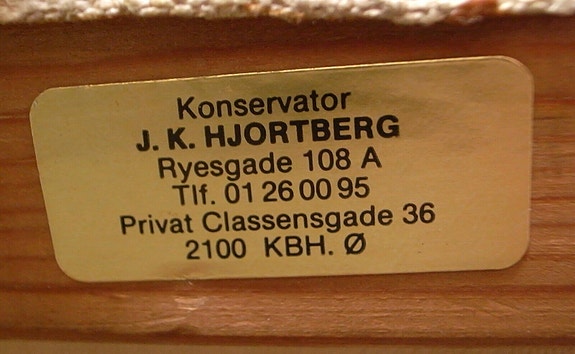 Konservator
J. K. HJORTBERG
Ryesgade 108 A
Tlf. 01 26 00 95
Privat Classensgade 36
2100 KBH. Ø